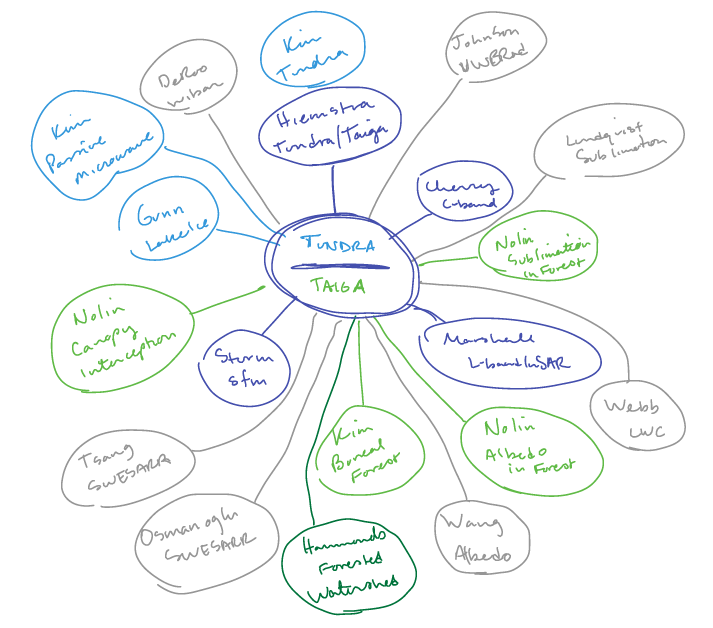 Kim
Tundra
Johnson
UWBRad
DeRoo
Wiban
Hiemstra
Tundra/Taiga
Kim
Passive
Microwave
Lundquist
Sublimation
Cherry
C-band
Gunn
Lake Ice
Nolin
Sublimation
in Forest
TUNDRA
TAIGA
Nolin
Canopy
Interception
Sturm
Sfm
Marshall
L-band InSAR
Webb
LWC
Kim
Boreal
Forest
Nolin
Albedo
in Forest
Tsang
SWESARR
Osmanoglu
SWESARR
Wang
Albedo
Hammonds
Forested
Watershed